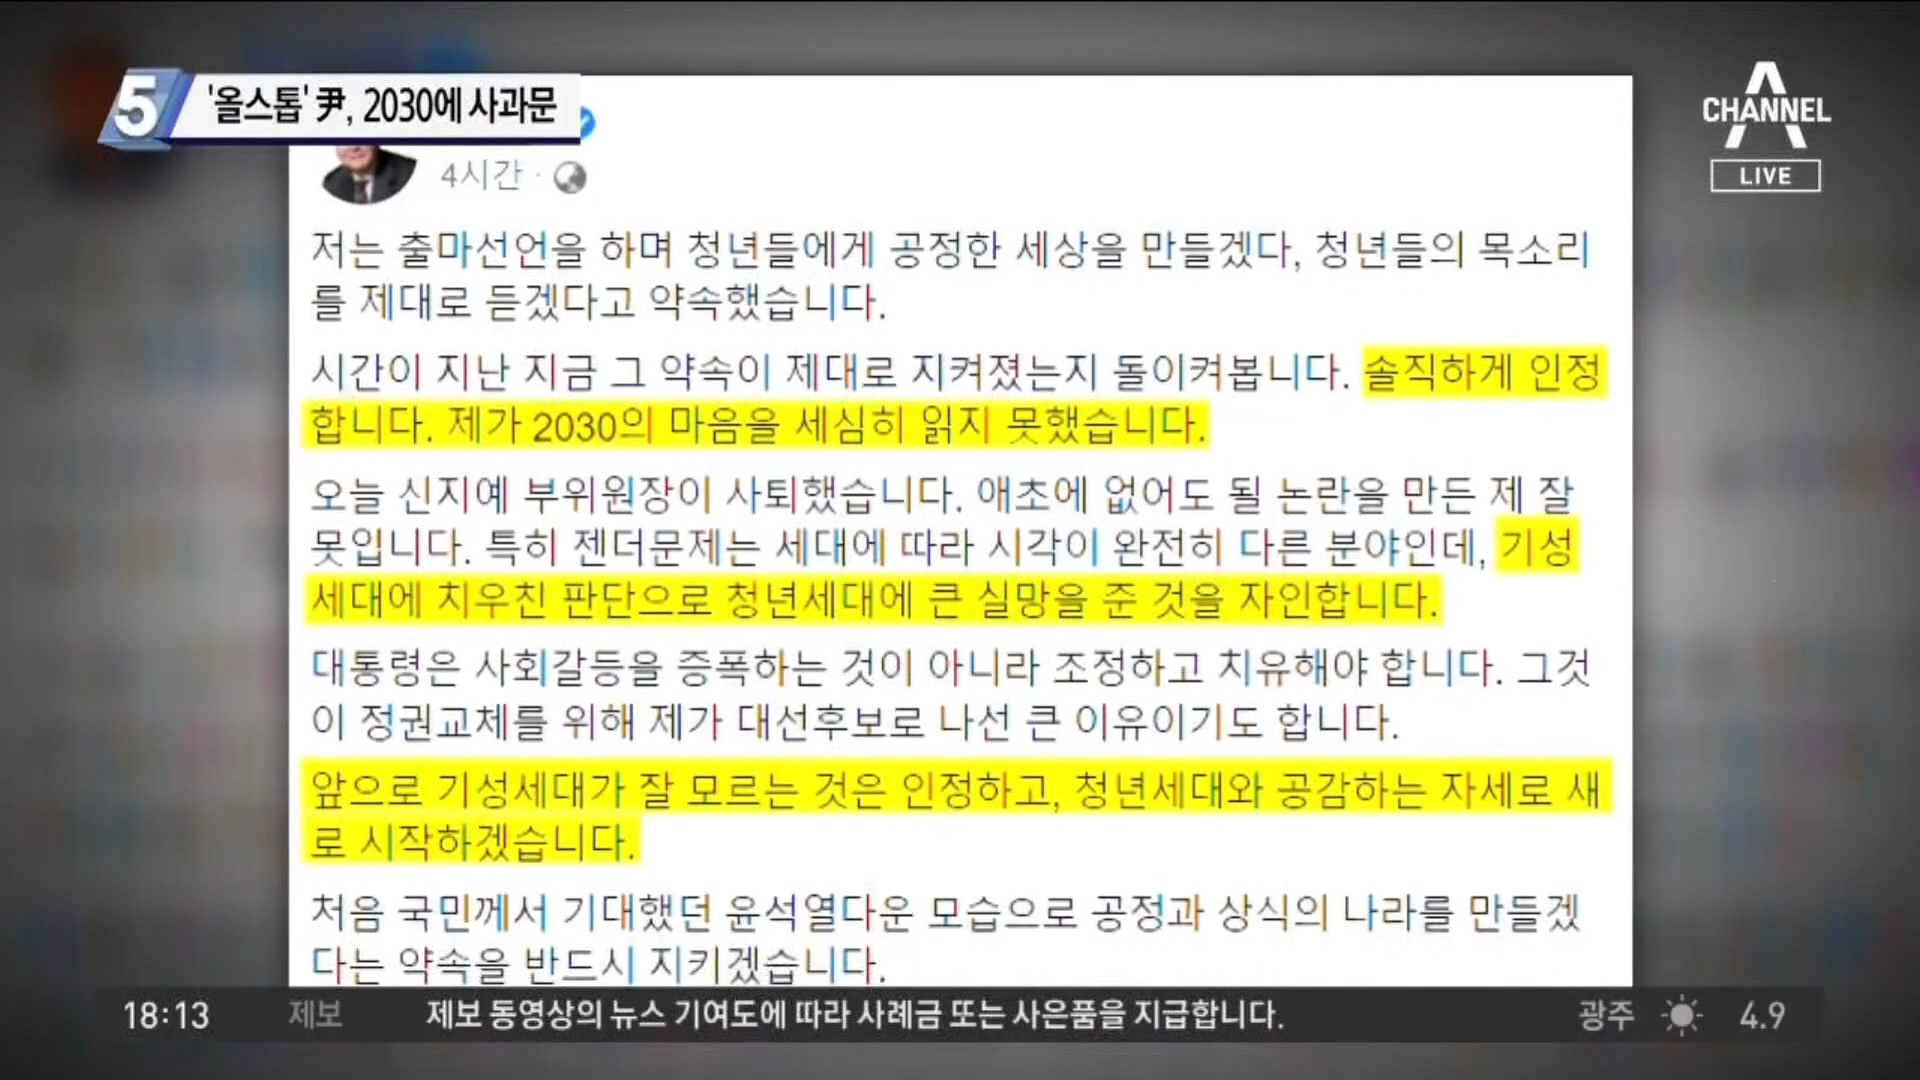 5 '올스톱' 尹, 2030에 사과문
CHANNEL A
LIVE
4시간 ·
저는 출마선언을 하며 청년들에게 공정한 세상을 만들겠다, 청년들의 목소리
를 제대로 듣겠다고 약속했습니다.
시간이 지난 지금 그 약속이 제대로 지켜졌는지 돌이켜봅니다. 솔직하게 인정
합니다. 제가 2030의 마음을 세심히 읽지 못했습니다.
오늘 신지예 부위원장이 사퇴했습니다. 애초에 없어도 될 논란을 만든 제 잘
못입니다. 특히 젠더문제는 세대에 따라 시각이 완전히 다른 분야인데, 기성
세대에 치우친 판단으로 청년세대에 큰 실망을 준 것을 자인합니다.
대통령은 사회갈등을 증폭하는 것이 아니라 조정하고 치유해야 합니다. 그것
이 정권교체를 위해 제가 대선후보로 나선 큰 이유이기도 합니다.
앞으로 기성세대가 잘 모르는 것은 인정하고, 청년세대와 공감하는 자세로 새
로 시작하겠습니다.
처음 국민께서 기대했던 윤석열다운 모습으로 공정과 상식의 나라를 만들겠
다는 약속을 반드시 지키겠습니다.
18:13 제보 제보 동영상의 뉴스 기여도에 따라 사례금 또는 사은품을 지급합니다. 광주 4.9